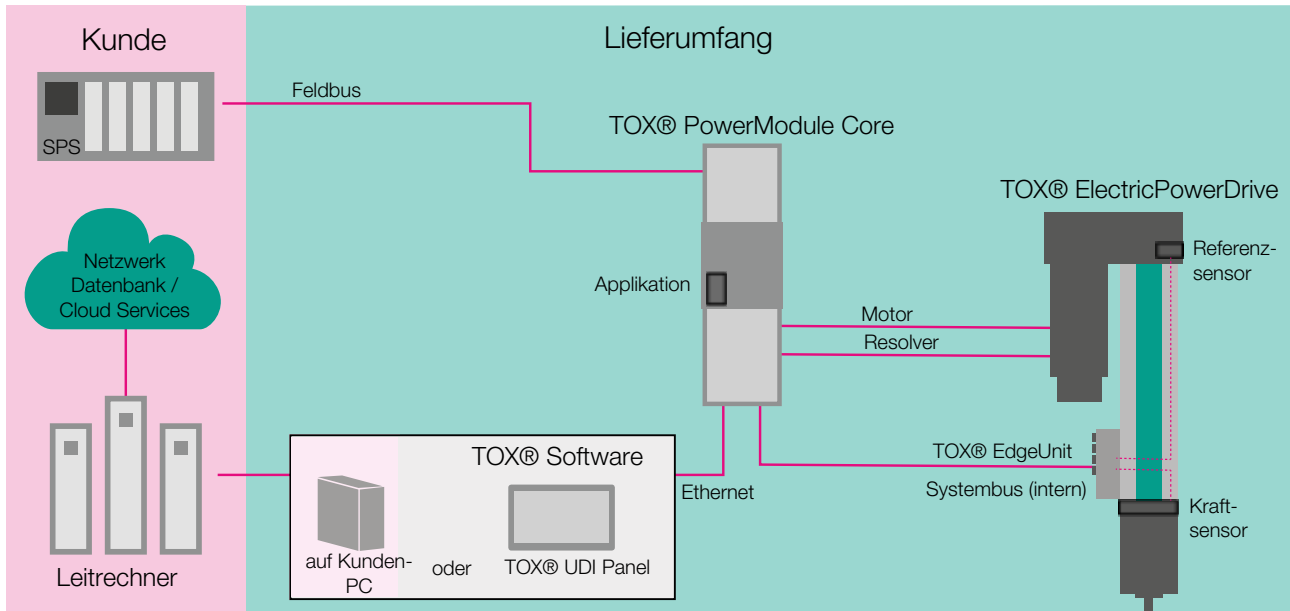 Kunde
Lieferumfang
SPS
Feldbus
TOX® PowerModule Core
Applikation
TOX® ElectricPowerDrive
Referenz-
sensor
Motor
Resolver
Netzwerk
Datenbank /
Cloud Services
Leitrechner
TOX® Software
auf Kunden-
PC
oder
TOX® UDI Panel
Ethernet
TOX® EdgeUnit
Systembus (intern)
Kraft-
sensor